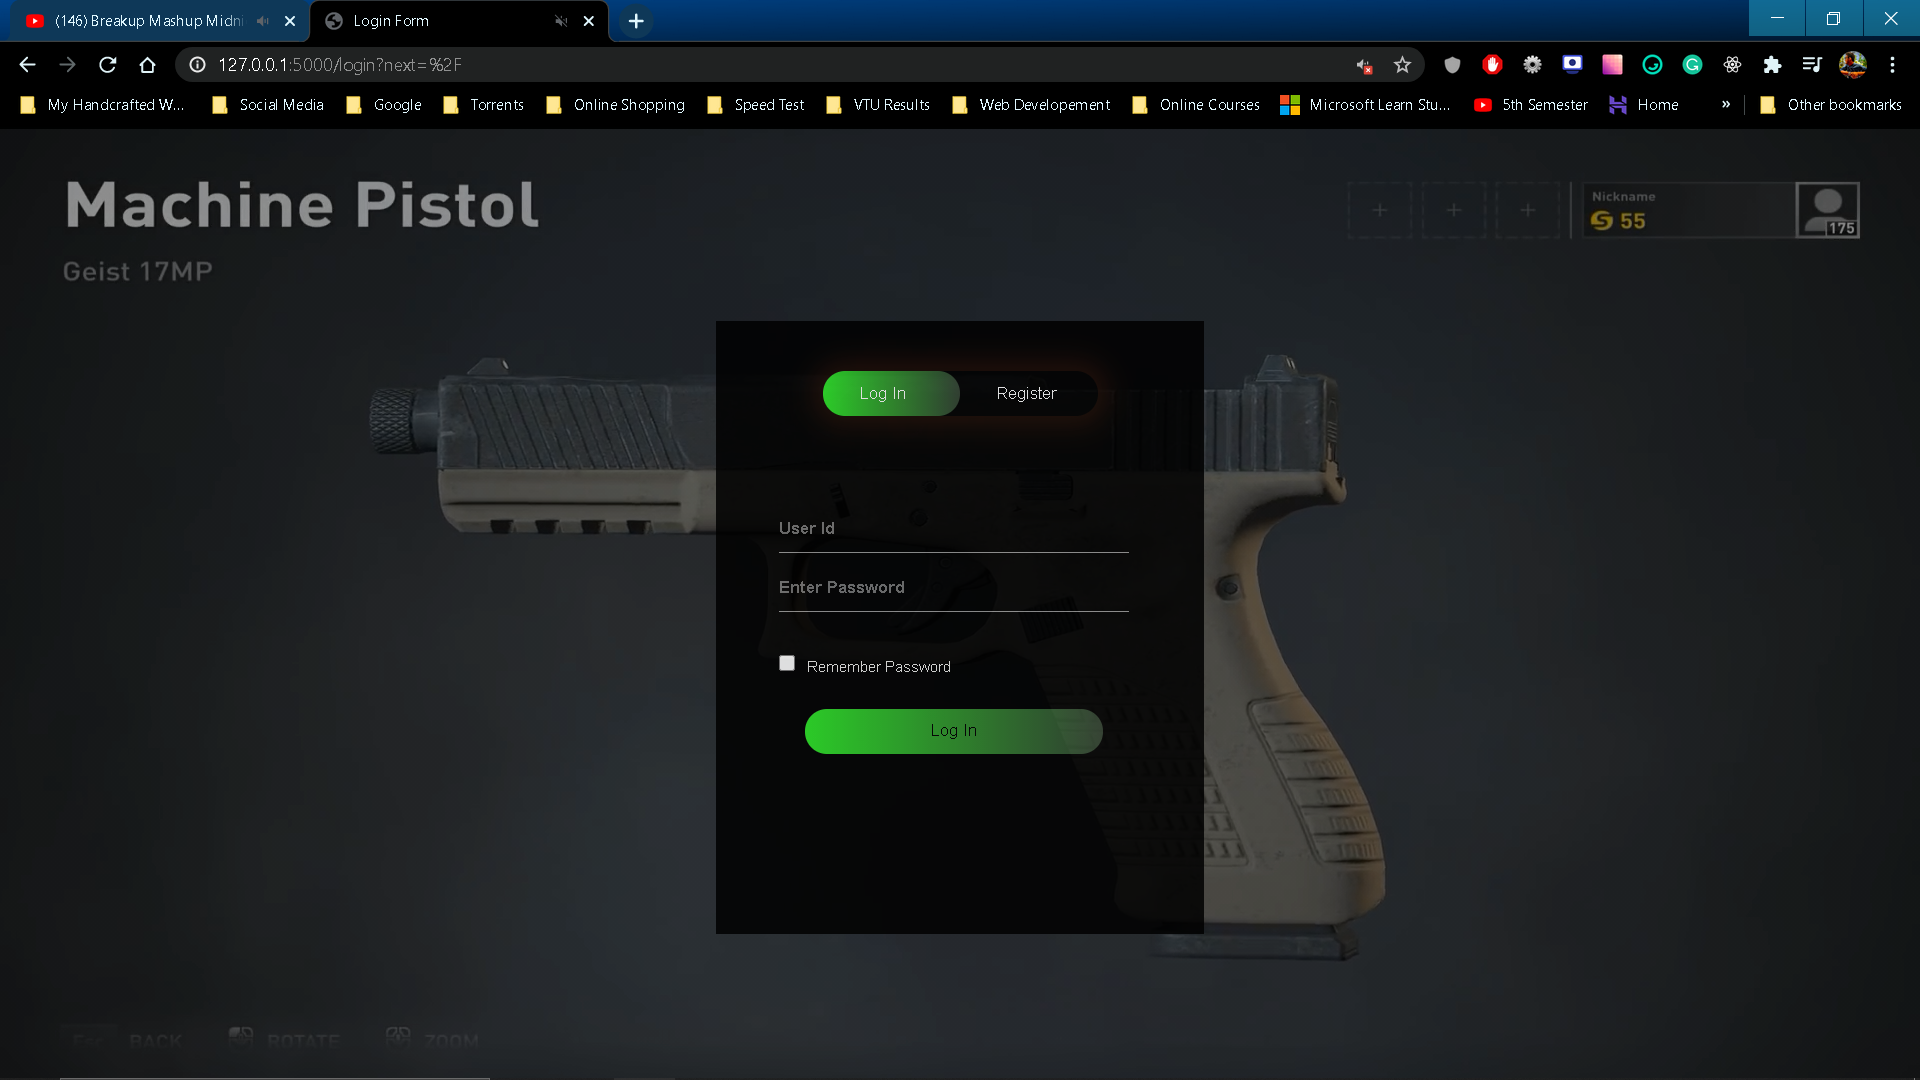 (146) Breakup Mashup Midni
Login Form
127.0.0.1:5000/login?next=%2F
My Handcrafted W...
Social Media
Google
Torrents
Online Shopping
Speed Test
VTU Results
Web Developement
Online Courses
Microsoft Learn Stu...
5th Semester
Home
»
Other bookmarks
Machine Pistol
Geist 17MP
Nickname
55
175
Log In
Register
User Id
Enter Password
Remember Password
Log In
Esc BACK
ROTATE
ZOOM